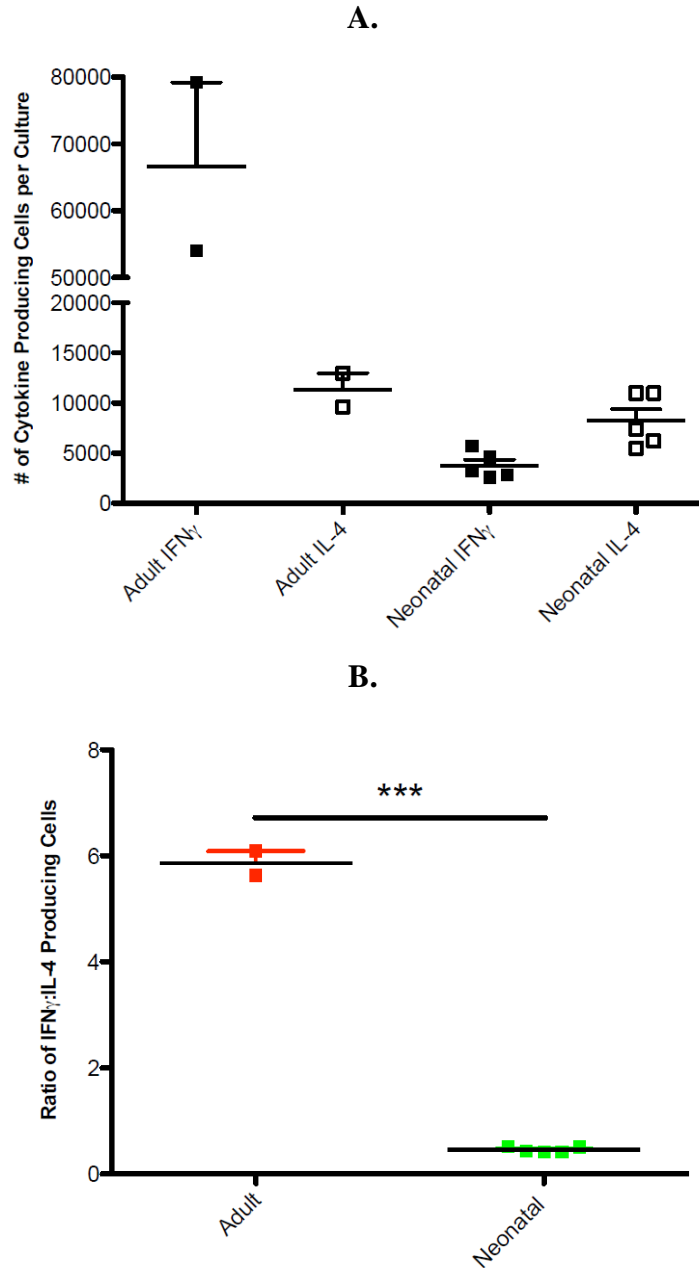 A.
# of Cytokine Producing Cells per Culture
80000
70000
60000
50000
20000
15000
10000
5000
0
Adult IFNγ
Adult IL-4
Neonatal IFNγ
Neonatal IL-4
B.
Ratio of IFNγ:IL-4 Producing Cells
8
6
4
2
0
***
Adult
Neonatal